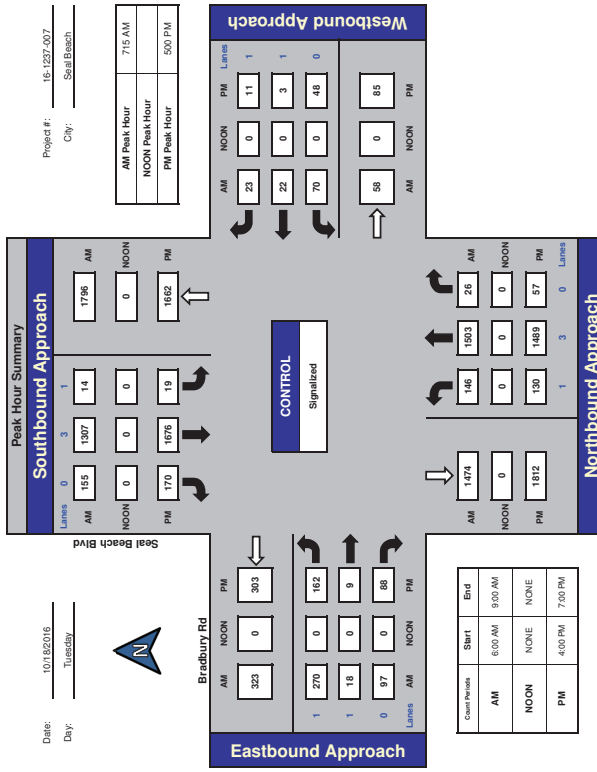 Peak Hour Summary
Southbound Approach
Project #: 16-1237-007
City: Seal Beach
AM Peak Hour 715 AM
NOON Peak Hour
PM Peak Hour 500 PM
Date: 10/18/2016
Day: Tuesday
N
Seal Beach Blvd
Bradbury Rd
Lanes 0 3 1
AM 155 1307 14 1796 AM
NOON 0 0 0 0 NOON
PM 170 1676 19 1662 PM
Westbound Approach
AM NOON PM Lanes
23 0 11 1
22 0 3 1
70 0 48 0
58 0 85
AM NOON PM
CONTROL
Signalized
AM NOON PM
323 0 303
1 270 0 162
1 18 0 9
0 97 0 88
Lanes AM NOON PM
Eastbound Approach
AM 1474 146 1503 26 AM
NOON 0 0 0 0 NOON
PM 1812 130 1489 57 PM
1 3 0 Lanes
Northbound Approach
Count Periods Start End
AM 6:00 AM 9:00 AM
NOON NONE NONE
PM 4:00 PM 7:00 PM